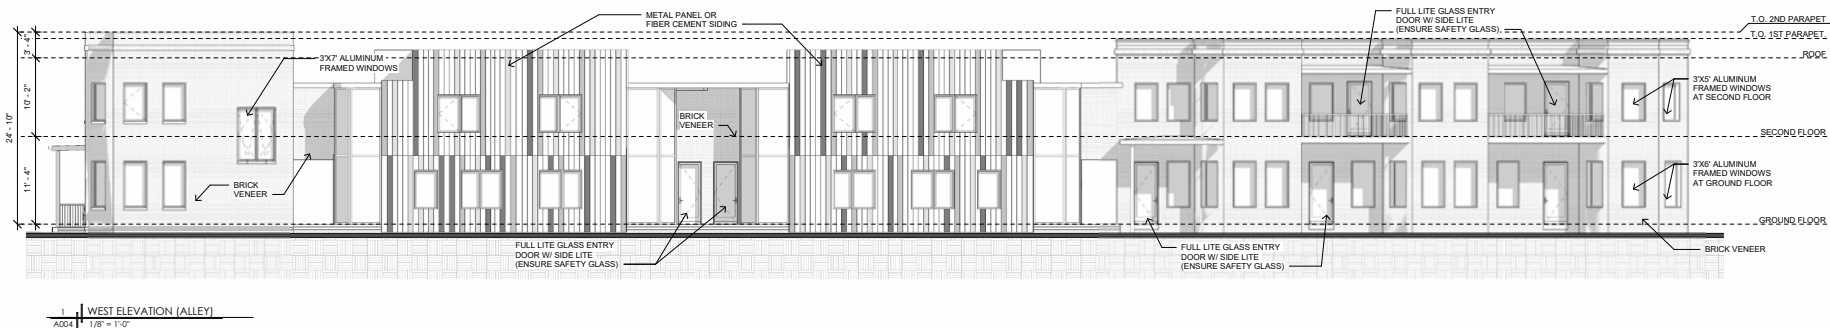 METAL PANEL OR
FIBER CEMENT SIDING
FULL LITE GLASS ENTRY
DOOR W/ SIDE LITE
(ENSURE SAFETY GLASS)
T.O. 2ND PARAPET
T.O. 1ST PARAPET
ROOF
3'X7' ALUMINUM
FRAMED WINDOWS
3'X5' ALUMINUM
FRAMED WINDOWS
AT SECOND FLOOR
BRICK
VENEER
SECOND FLOOR
3'X6' ALUMINUM
FRAMED WINDOWS
AT GROUND FLOOR
BRICK
VENEER
GROUND FLOOR
3' - 4"
10' - 2"
24' - 10"
11' - 4"
FULL LITE GLASS ENTRY
DOOR W/ SIDE LITE
(ENSURE SAFETY GLASS)
FULL LITE GLASS ENTRY
DOOR W/ SIDE LITE
(ENSURE SAFETY GLASS)
BRICK VENEER
1
WEST ELEVATION (ALLEY)
A004
1/8" = 1'-0"